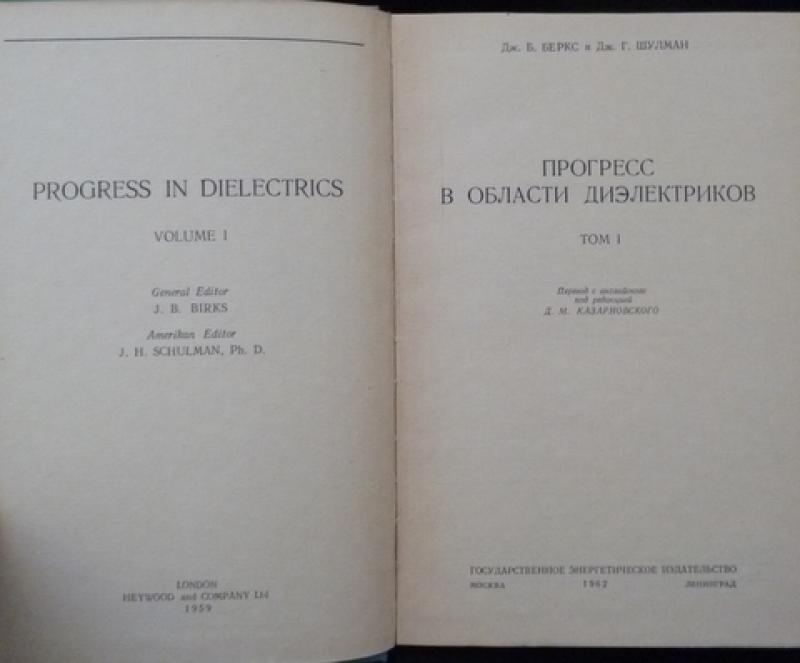 PROGRESS IN DIELECTRICS
VOLUME I
General Editor
J. B. BIRKS
Amerikan Editor
J. H. SCHULMAN, Ph. D.
LONDON
HEYWOOD and COMPANY Ltd
1959
Дж. Б. БЕРКС и Дж. Г. ШУЛМАН
ПРОГРЕСС
В ОБЛАСТИ ДИЭЛЕКТРИКОВ
ТОМ I
Перевод с английского
под редакцией
Д. М. КАЗАРНОВСКОГО
ГОСУДАРСТВЕННОЕ ЭНЕРГЕТИЧЕСКОЕ ИЗДАТЕЛЬСТВО
МОСКВА 1962 ЛЕНИНГРАД